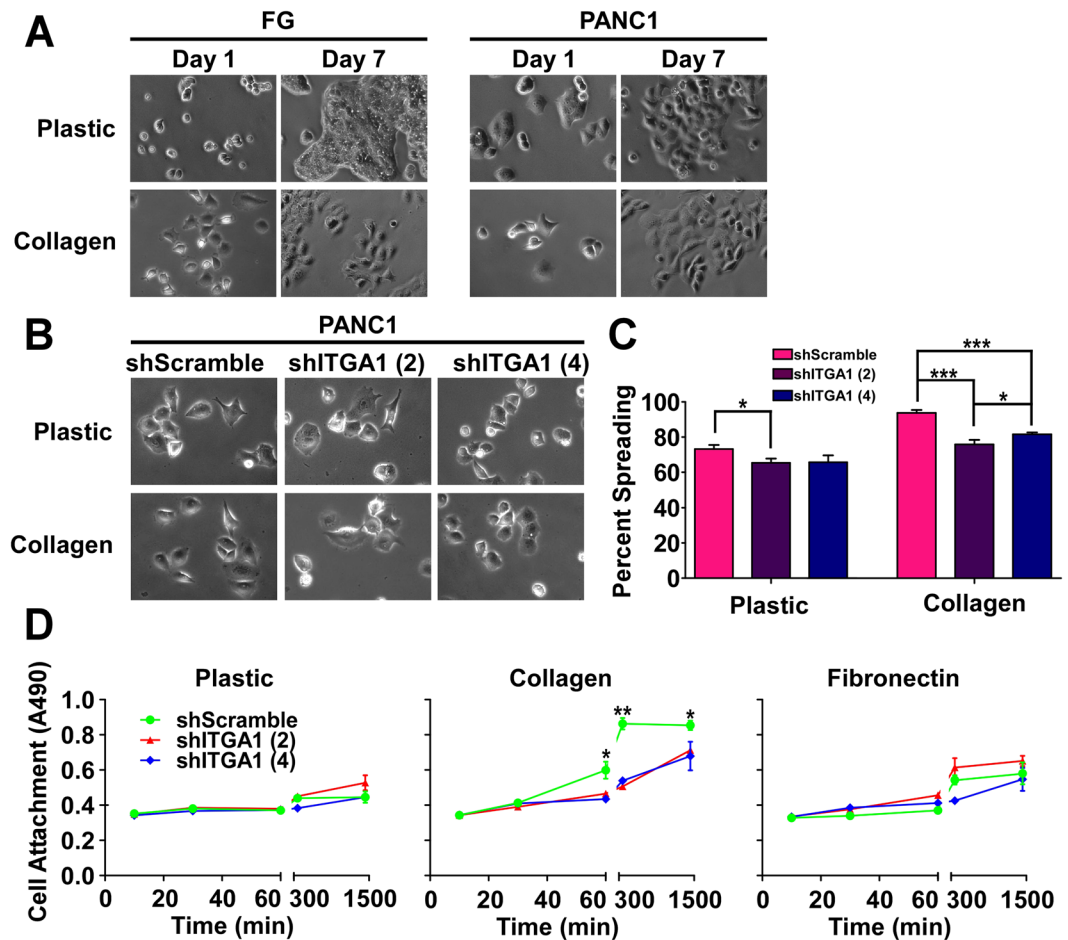 A
FG
PANC1
Day 1
Day 7
Day 1
Day 7
Plastic
Collagen
B
PANC1
shScramble
shITGA1 (2)
shITGA1 (4)
Plastic
Collagen
C
shScramble
shITGA1 (2)
shITGA1 (4)
***
***
*
*
Percent Spreading
100
80
60
40
20
0
Plastic
Collagen
D
Plastic
Collagen
Fibronectin
Cell Attachment (A490)
1.0
0.8
0.6
0.4
0.2
0.0
shScramble
shITGA1 (2)
shITGA1 (4)
*
**
*
0 20 40 60 300 1500
0 20 40 60 300 1500
0 20 40 60 300 1500
Time (min)
Time (min)
Time (min)